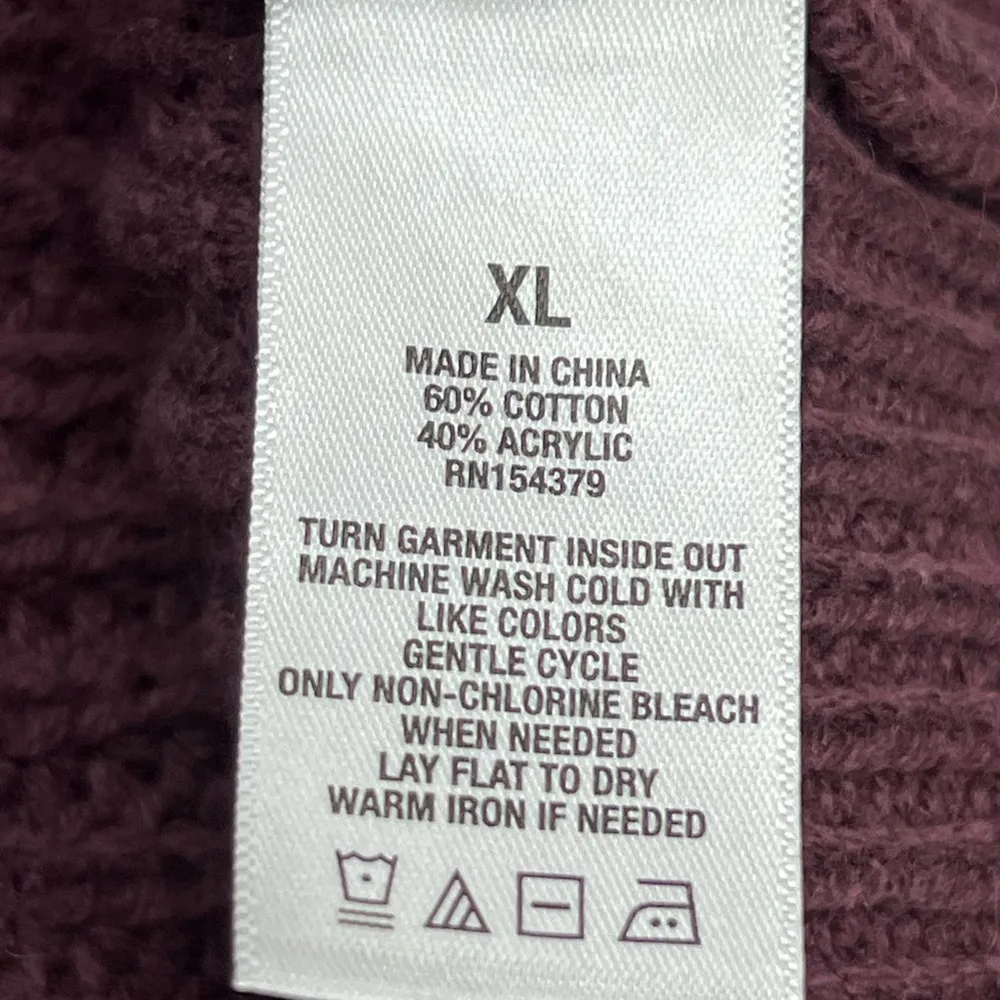 XL
MADE IN CHINA
60% COTTON
40% ACRYLIC
RN154379
TURN GARMENT INSIDE OUT
MACHINE WASH COLD WITH
LIKE COLORS
GENTLE CYCLE
ONLY NON-CHLORINE BLEACH
WHEN NEEDED
LAY FLAT TO DRY
WARM IRON IF NEEDED